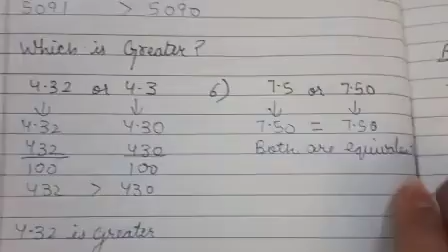 5091 > 5090
Which is Greater?
4.32 or 4.3 6) 7.5 or 7.50
↓ ↓ ↓ ↓
4.32 4.30 7.50 = 7.50
432 430 Both are equivalent
100 100
432 > 430
4.32 is greater